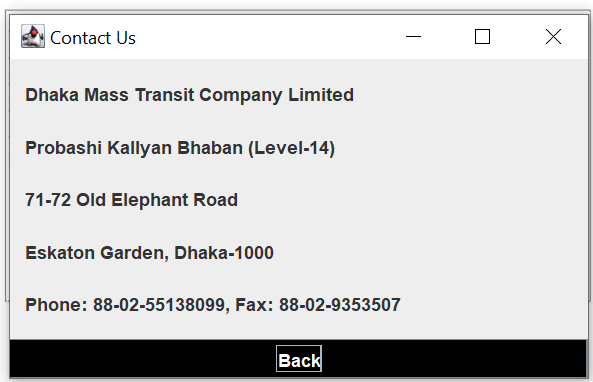 Contact Us
Dhaka Mass Transit Company Limited
Probashi Kallyan Bhaban (Level-14)
71-72 Old Elephant Road
Eskaton Garden, Dhaka-1000
Phone: 88-02-55138099, Fax: 88-02-9353507
Back